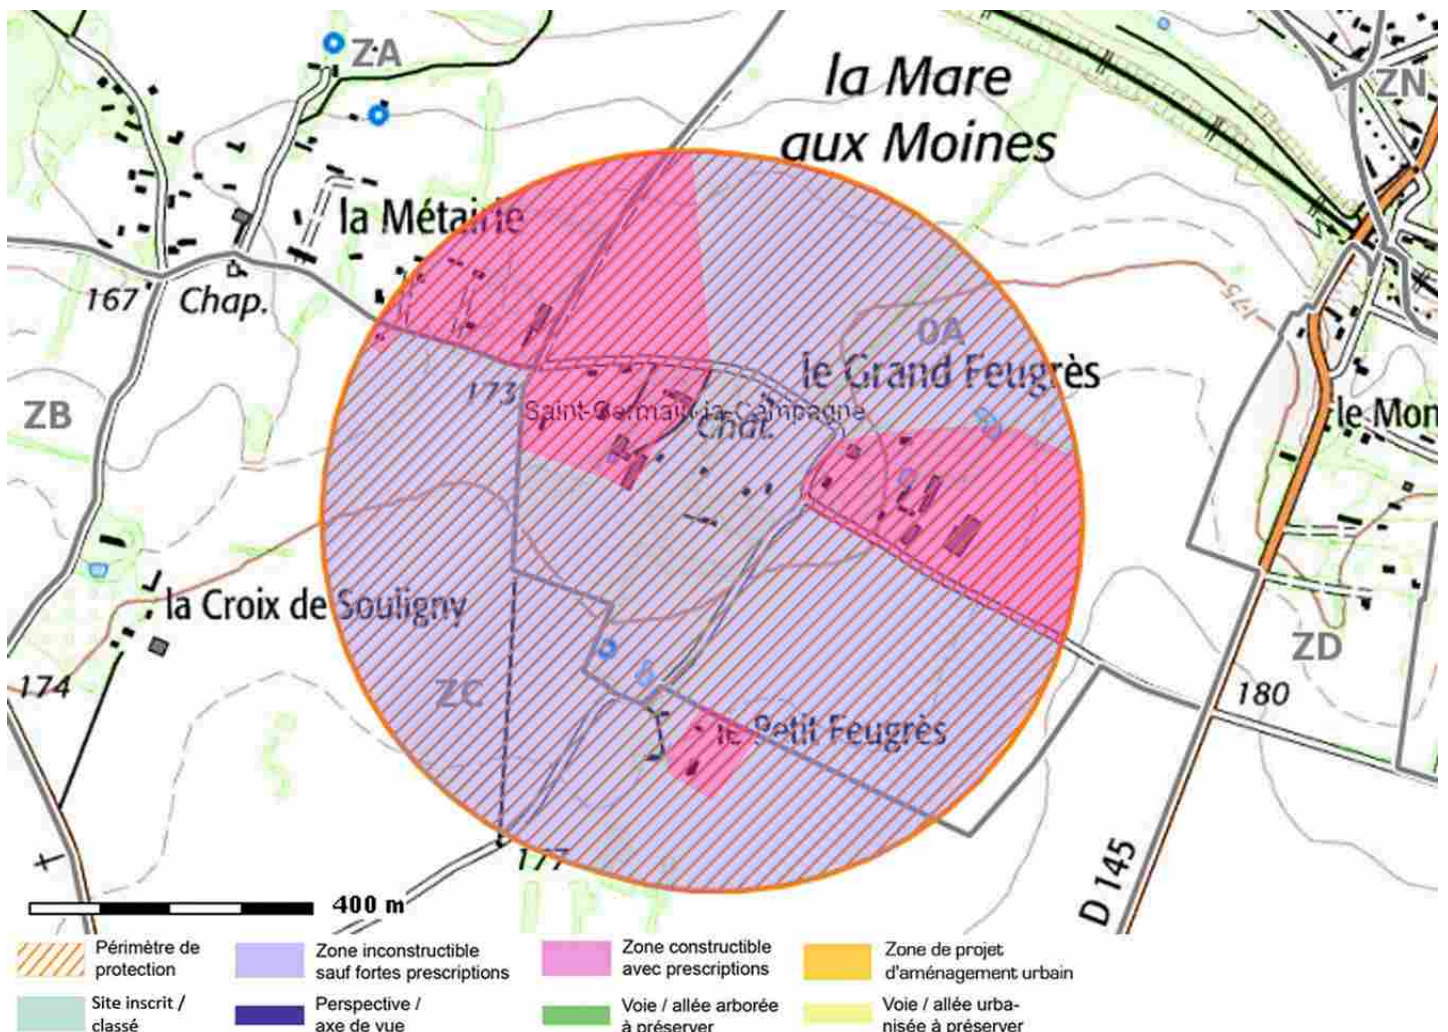 ZA
la Mare
aux Moines
ZN
la Métairie
167
Chap.
175
0A
le Grand Feugrès
173
Saint-Germain-la-Campagne
Chât.
ZB
le Mon
la Croix de Souligny
174
ZC
ZD
180
le Petit Feugrès
177
D 145
400 m
Périmètre de
protection
Zone inconstructible
sauf fortes prescriptions
Zone constructible
avec prescriptions
Zone de projet
d'aménagement urbain
Site inscrit /
classé
Perspective /
axe de vue
Voie / allée arborée
à préserver
Voie / allée urba-
nisée à préserver